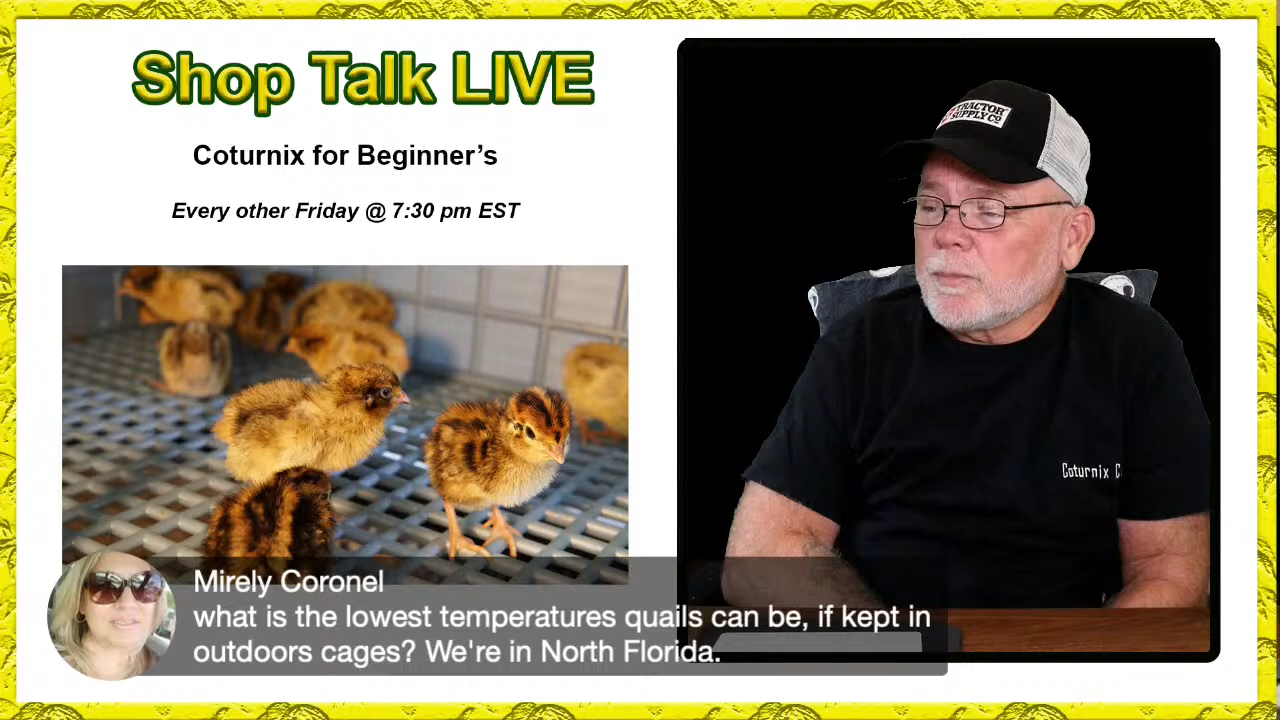 Shop Talk LIVE
Coturnix for Beginner’s
Every other Friday @ 7:30 pm EST
TRACTOR
SUPPLY CO
Coturnix C
Mirely Coronel
what is the lowest temperatures quails can be, if kept in
outdoors cages? We're in North Florida.